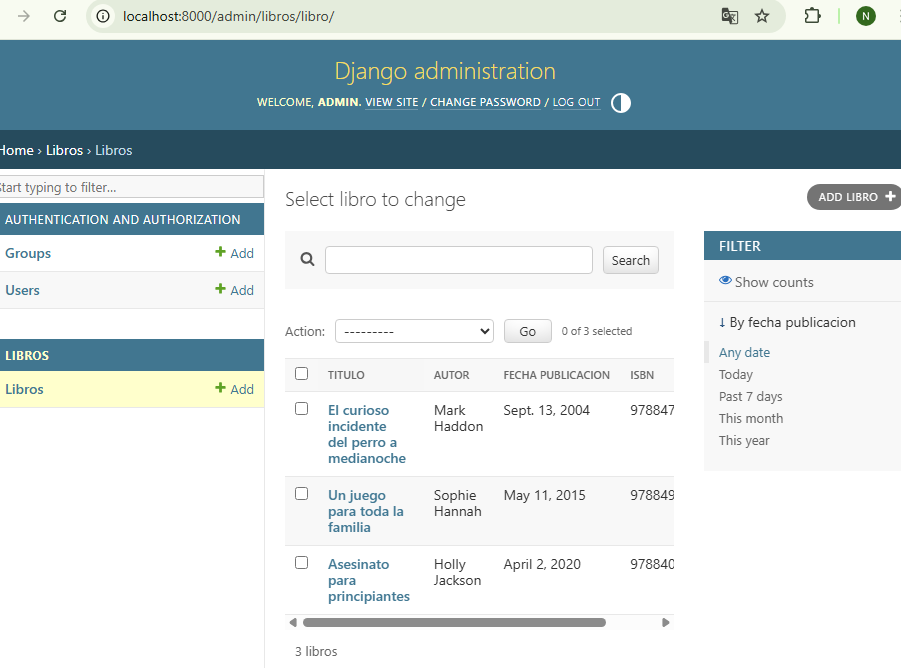 localhost:8000/admin/libros/libro/
N
Django administration
WELCOME, ADMIN. VIEW SITE / CHANGE PASSWORD / LOG OUT
Home › Libros › Libros
Start typing to filter...
AUTHENTICATION AND AUTHORIZATION
Groups + Add
Users + Add
LIBROS
Libros + Add
Select libro to change
ADD LIBRO +
Search
Action: --------- Go 0 of 3 selected
TITULO AUTOR FECHA PUBLICACION ISBN
El curioso incidente del perro a medianoche Mark Haddon Sept. 13, 2004 978847
Un juego para toda la familia Sophie Hannah May 11, 2015 978849
Asesinato para principiantes Holly Jackson April 2, 2020 978840
3 libros
FILTER
Show counts
↓ By fecha publicacion
Any date
Today
Past 7 days
This month
This year